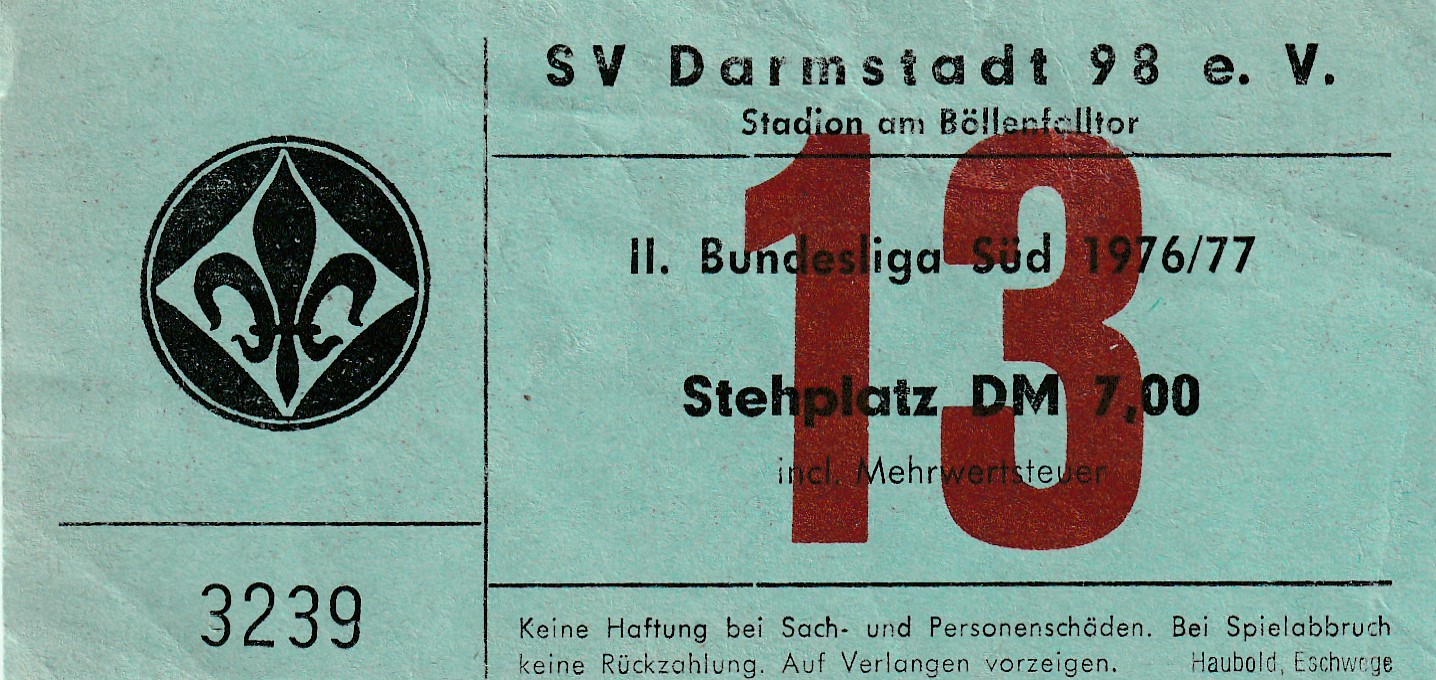 SV Darmstadt 98 e. V.
Stadion am Böllenfalltor
13
II. Bundesliga Süd 1976/77
Stehplatz DM 7,00
incl. Mehrwertsteuer
3239
Keine Haftung bei Sach- und Personenschäden. Bei Spielabbruch
keine Rückzahlung. Auf Verlangen vorzeigen. Haubold, Eschwege